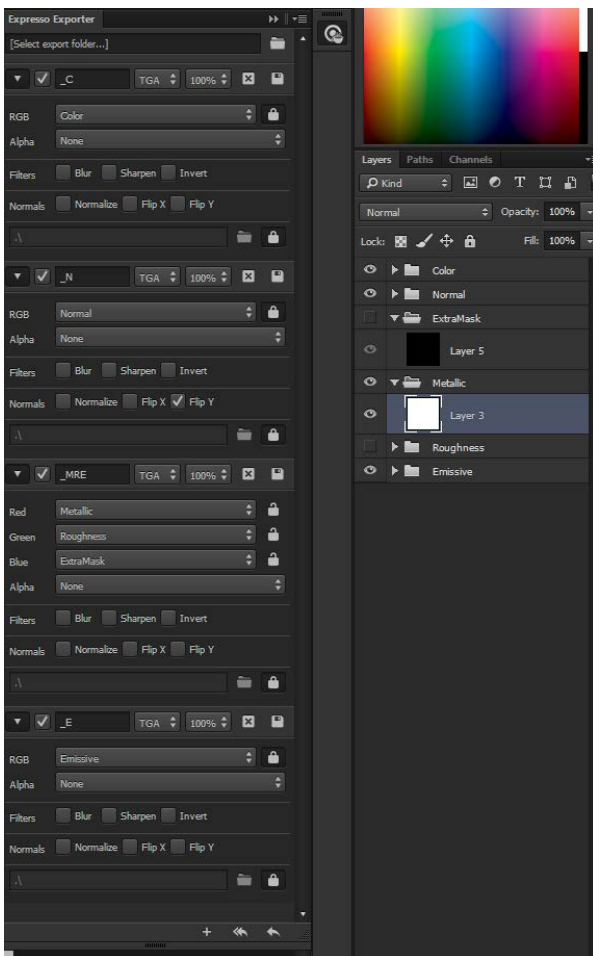 Expresso Exporter
[Select export folder...]
_C TGA 100%
RGB Color
Alpha None
Filters Blur Sharpen Invert
Normals Normalize Flip X Flip Y
.\
_N TGA 100%
RGB Normal
Alpha None
Filters Blur Sharpen Invert
Normals Normalize Flip X Flip Y
.\
_MRE TGA 100%
Red Metallic
Green Roughness
Blue ExtraMask
Alpha None
Filters Blur Sharpen Invert
Normals Normalize Flip X Flip Y
.\
_E TGA 100%
RGB Emissive
Alpha None
Filters Blur Sharpen Invert
Normals Normalize Flip X Flip Y
.\
Layers Paths Channels
Kind
Normal Opacity: 100%
Lock: Fill: 100%
Color
Normal
ExtraMask
Layer 5
Metallic
Layer 3
Roughness
Emissive